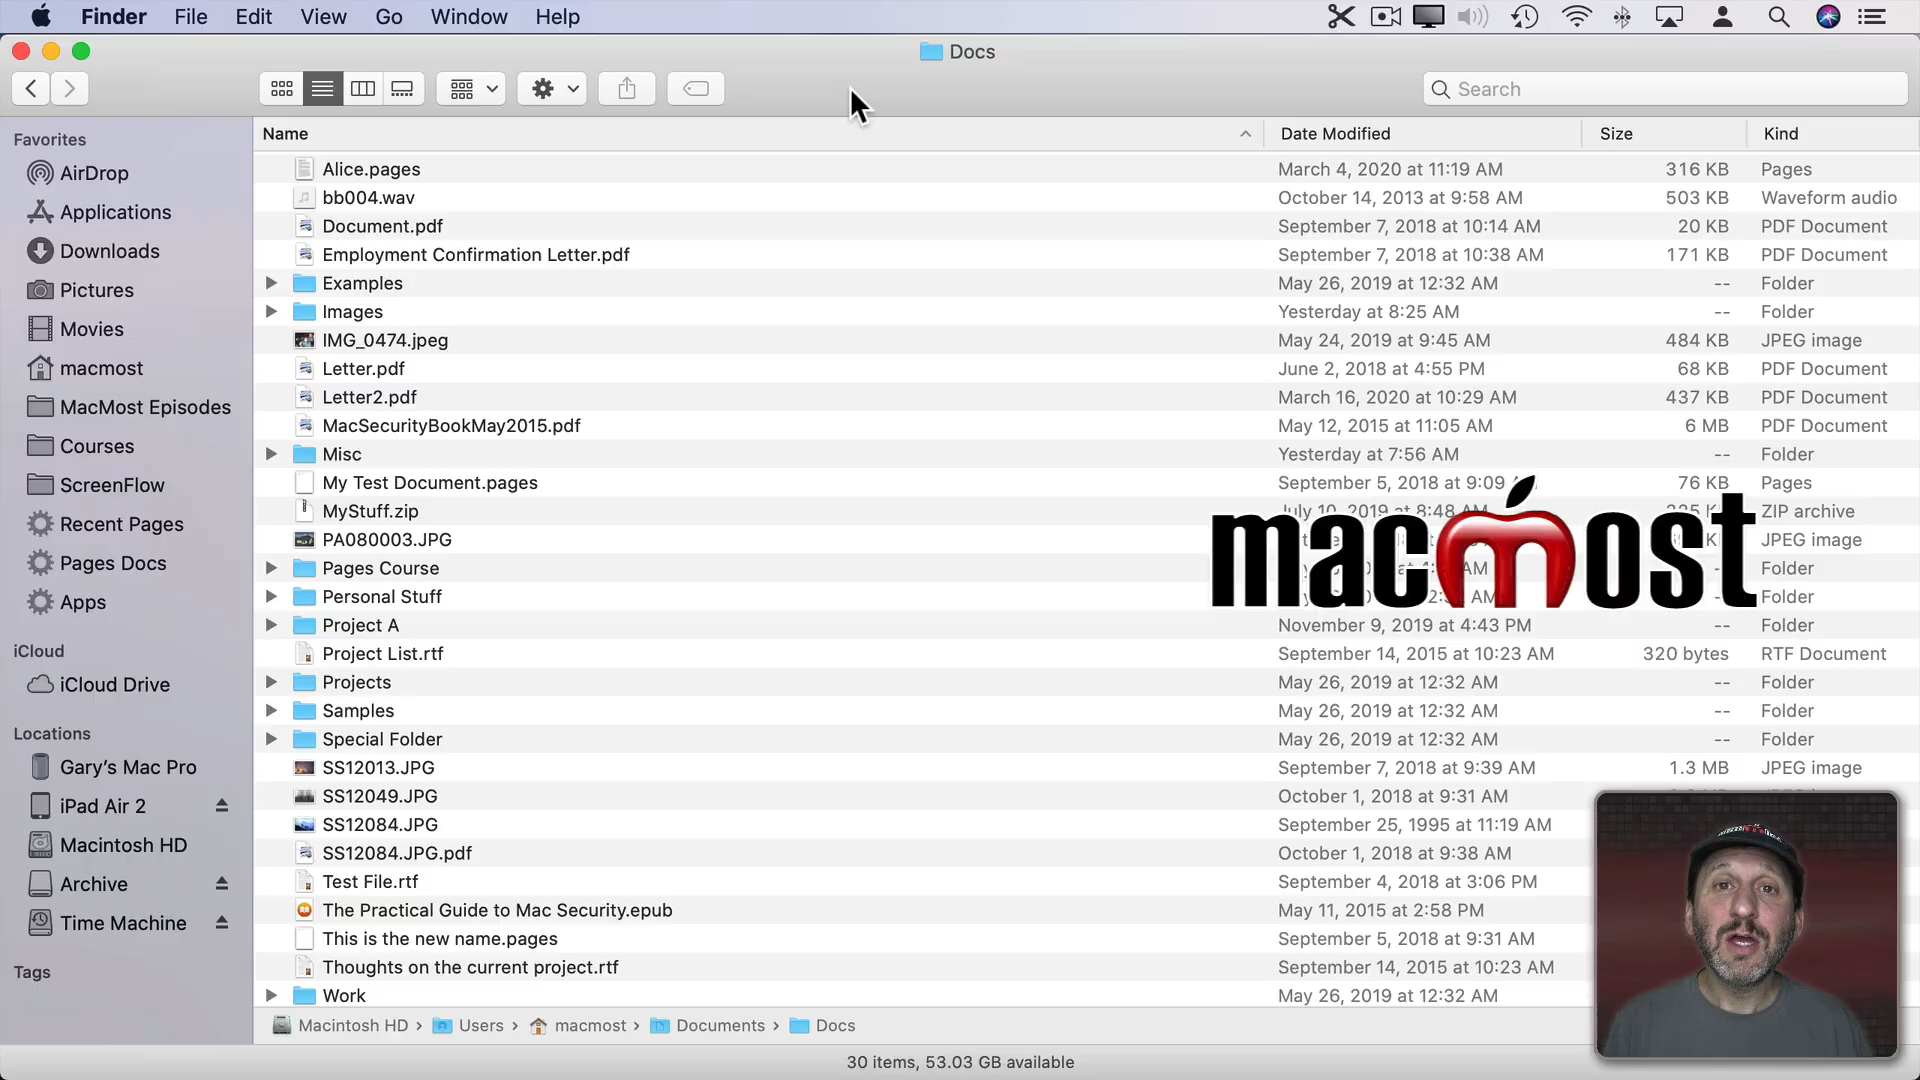 Finder File Edit View Go Window Help
Docs
Search
Favorites
AirDrop
Applications
Downloads
Pictures
Movies
macmost
MacMost Episodes
Courses
ScreenFlow
Recent Pages
Pages Docs
Apps
iCloud
iCloud Drive
Locations
Gary's Mac Pro
iPad Air 2
Macintosh HD
Archive
Time Machine
Tags
Name Date Modified Size Kind
Alice.pages March 4, 2020 at 11:19 AM 316 KB Pages
bb004.wav October 14, 2013 at 9:58 AM 503 KB Waveform audio
Document.pdf September 7, 2018 at 10:14 AM 20 KB PDF Document
Employment Confirmation Letter.pdf September 7, 2018 at 10:38 AM 171 KB PDF Document
Examples May 26, 2019 at 12:32 AM -- Folder
Images Yesterday at 8:25 AM -- Folder
IMG_0474.jpeg May 24, 2019 at 9:45 AM 484 KB JPEG image
Letter.pdf June 2, 2018 at 4:55 PM 68 KB PDF Document
Letter2.pdf March 16, 2020 at 10:29 AM 437 KB PDF Document
MacSecurityBookMay2015.pdf May 12, 2015 at 11:05 AM 6 MB PDF Document
Misc Yesterday at 7:56 AM -- Folder
My Test Document.pages September 5, 2018 at 9:09 76 KB Pages
MyStuff.zip July 10, 2019 at 8:48 ZIP archive
PA080003.JPG JPEG image
Pages Course AM Folder
Personal Stuff AM -- Folder
macmost
Project A November 9, 2019 at 4:43 PM -- Folder
Project List.rtf September 14, 2015 at 10:23 AM 320 bytes RTF Document
Projects May 26, 2019 at 12:32 AM -- Folder
Samples May 26, 2019 at 12:32 AM -- Folder
Special Folder May 26, 2019 at 12:32 AM -- Folder
SS12013.JPG September 7, 2018 at 9:39 AM 1.3 MB JPEG image
SS12049.JPG October 1, 2018 at 9:31 AM
SS12084.JPG September 25, 1995 at 11:19 AM
SS12084.JPG.pdf October 1, 2018 at 9:38 AM
Test File.rtf September 4, 2018 at 3:06 PM
The Practical Guide to Mac Security.epub May 11, 2015 at 2:58 PM
This is the new name.pages September 5, 2018 at 9:31 AM
Thoughts on the current project.rtf September 14, 2015 at 10:23 AM
Work May 26, 2019 at 12:32 AM
Macintosh HD › Users › macmost › Documents › Docs
30 items, 53.03 GB available